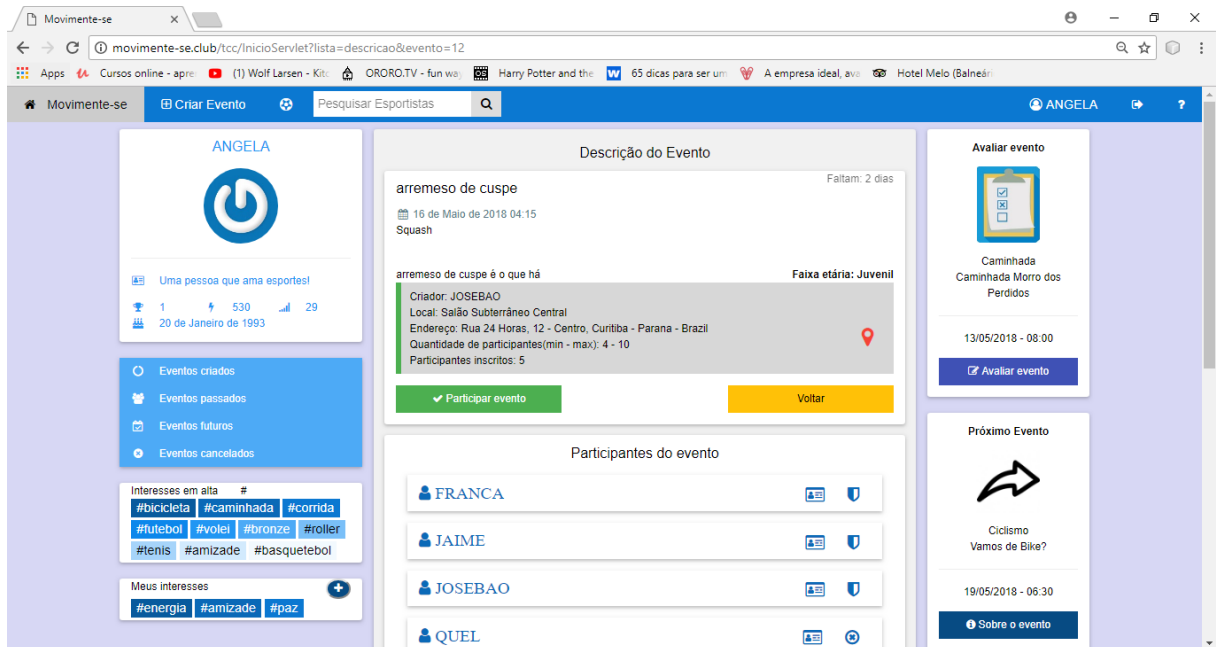 Movimente-se
movimente-se.club/tcc/InicioServlet?lista=descricao&evento=12
Apps Cursos online - apre (1) Wolf Larsen - Kit ORORO.TV - fun way Harry Potter and the 65 dicas para ser um A empresa ideal, ava Hotel Melo (Balneári
Movimente-se Criar Evento Pesquisar Esportistas ANGELA ?
ANGELA
Uma pessoa que ama esportes!
1 530 29
20 de Janeiro de 1993
Eventos criados
Eventos passados
Eventos futuros
Eventos cancelados
Interesses em alta #
#bicicleta #caminhada #corrida
#futebol #volei #bronze #roller
#tenis #amizade #basquetebol
Meus interesses
#energia #amizade #paz
Descrição do Evento
Faltam: 2 dias
arremeso de cuspe
16 de Maio de 2018 04:15
Squash
arremeso de cuspe é o que há Faixa etária: Juvenil
Criador: JOSEBAO
Local: Salão Subterrâneo Central
Endereço: Rua 24 Horas, 12 - Centro, Curitiba - Parana - Brazil
Quantidade de participantes(min - max): 4 - 10
Participantes inscritos: 5
Participar evento Voltar
Participantes do evento
FRANCA
JAIME
JOSEBAO
QUEL
Avaliar evento
Caminhada
Caminhada Morro dos
Perdidos
13/05/2018 - 08:00
Avaliar evento
Próximo Evento
Ciclismo
Vamos de Bike?
19/05/2018 - 06:30
Sobre o evento